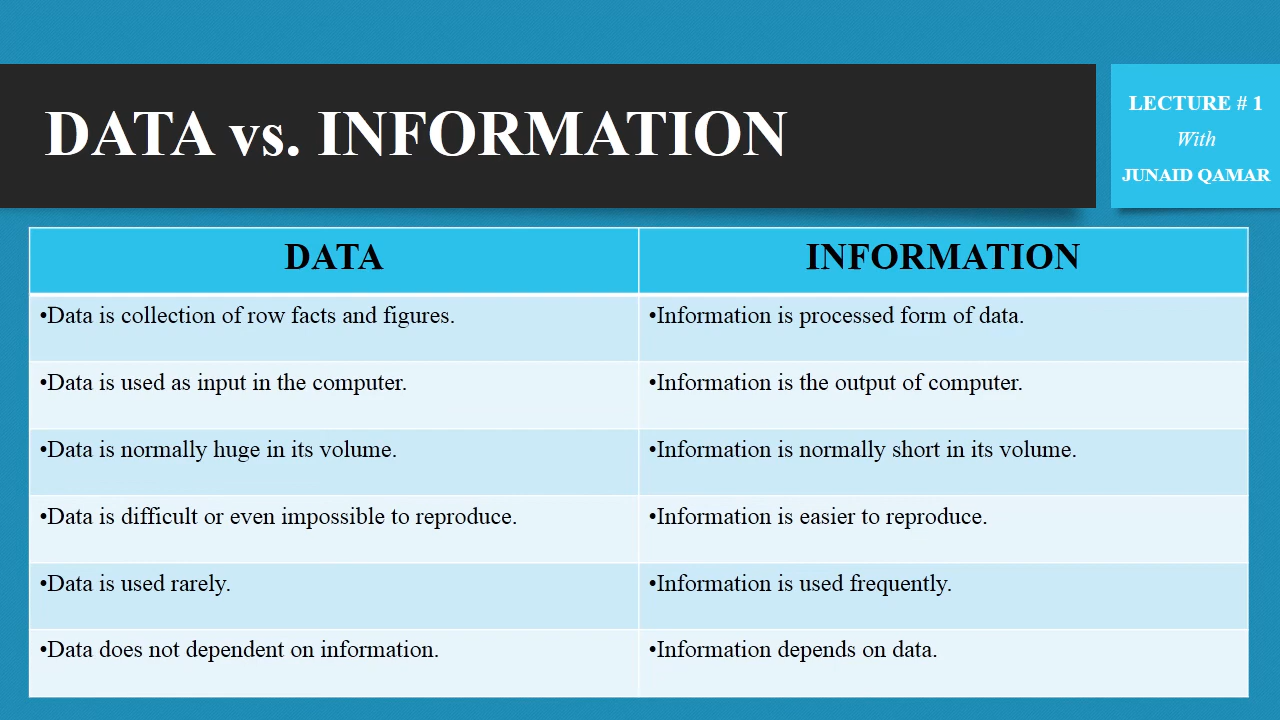 DATA vs. INFORMATION
LECTURE # 1
With
JUNAID QAMAR
DATA
INFORMATION
•Data is collection of row facts and figures.
•Information is processed form of data.
•Data is used as input in the computer.
•Information is the output of computer.
•Data is normally huge in its volume.
•Information is normally short in its volume.
•Data is difficult or even impossible to reproduce.
•Information is easier to reproduce.
•Data is used rarely.
•Information is used frequently.
•Data does not dependent on information.
•Information depends on data.